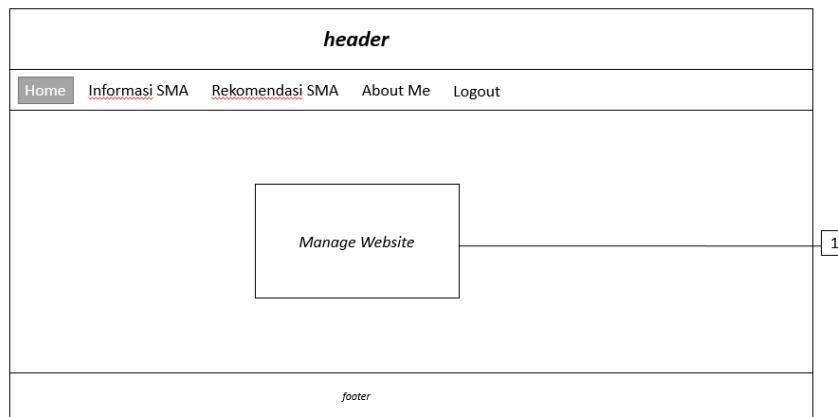 header
Home Informasi SMA Rekomendasi SMA About Me Logout
Manage Website
1
footer